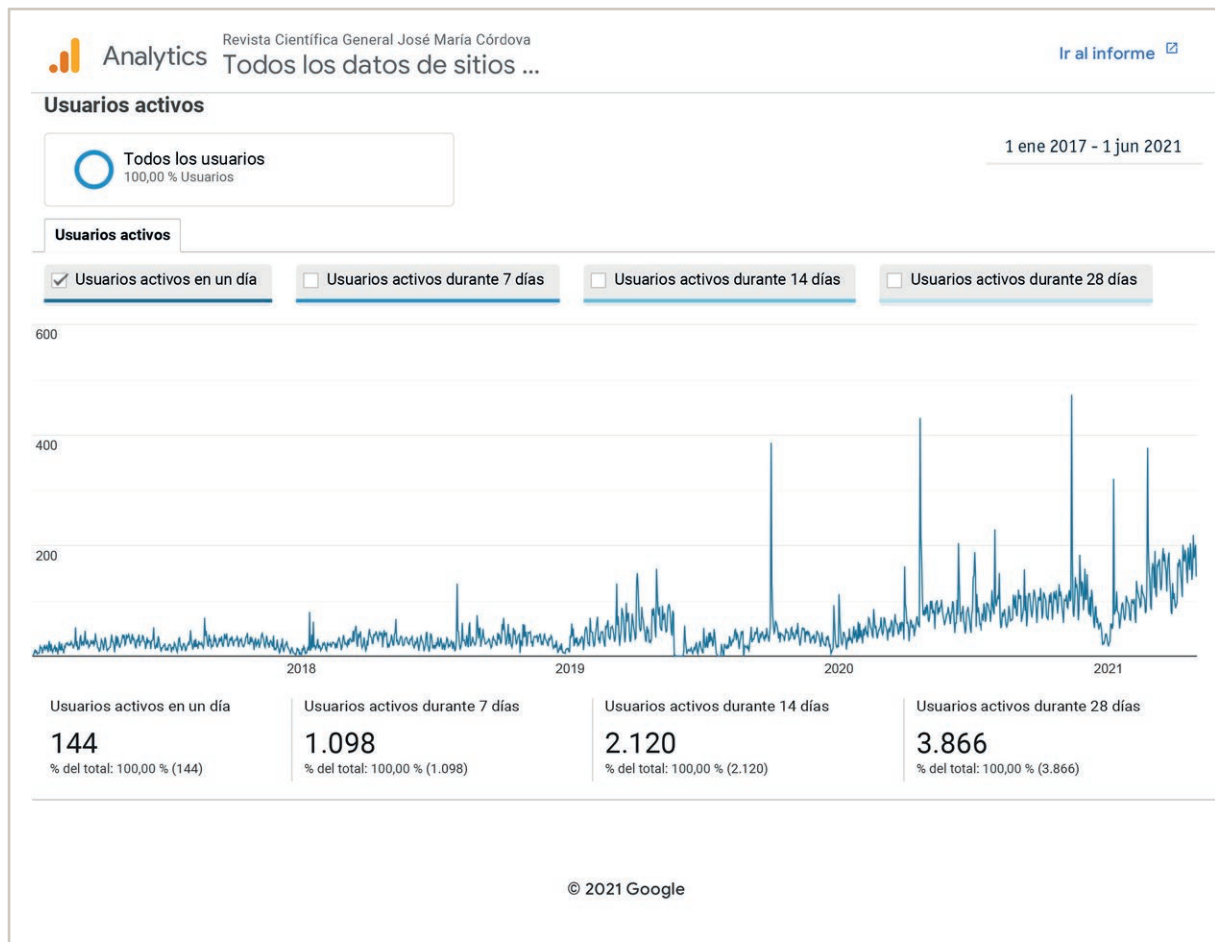 Analytics
Revista Científica General José María Córdova
Todos los datos de sitios ...
Ir al informe
Usuarios activos
Todos los usuarios
100,00 % Usuarios
1 ene 2017 - 1 jun 2021
Usuarios activos
Usuarios activos en un día
Usuarios activos durante 7 días
Usuarios activos durante 14 días
Usuarios activos durante 28 días
600
400
200
2018
2019
2020
2021
Usuarios activos en un día
144
% del total: 100,00 % (144)
Usuarios activos durante 7 días
1.098
% del total: 100,00 % (1.098)
Usuarios activos durante 14 días
2.120
% del total: 100,00 % (2.120)
Usuarios activos durante 28 días
3.866
% del total: 100,00 % (3.866)
© 2021 Google